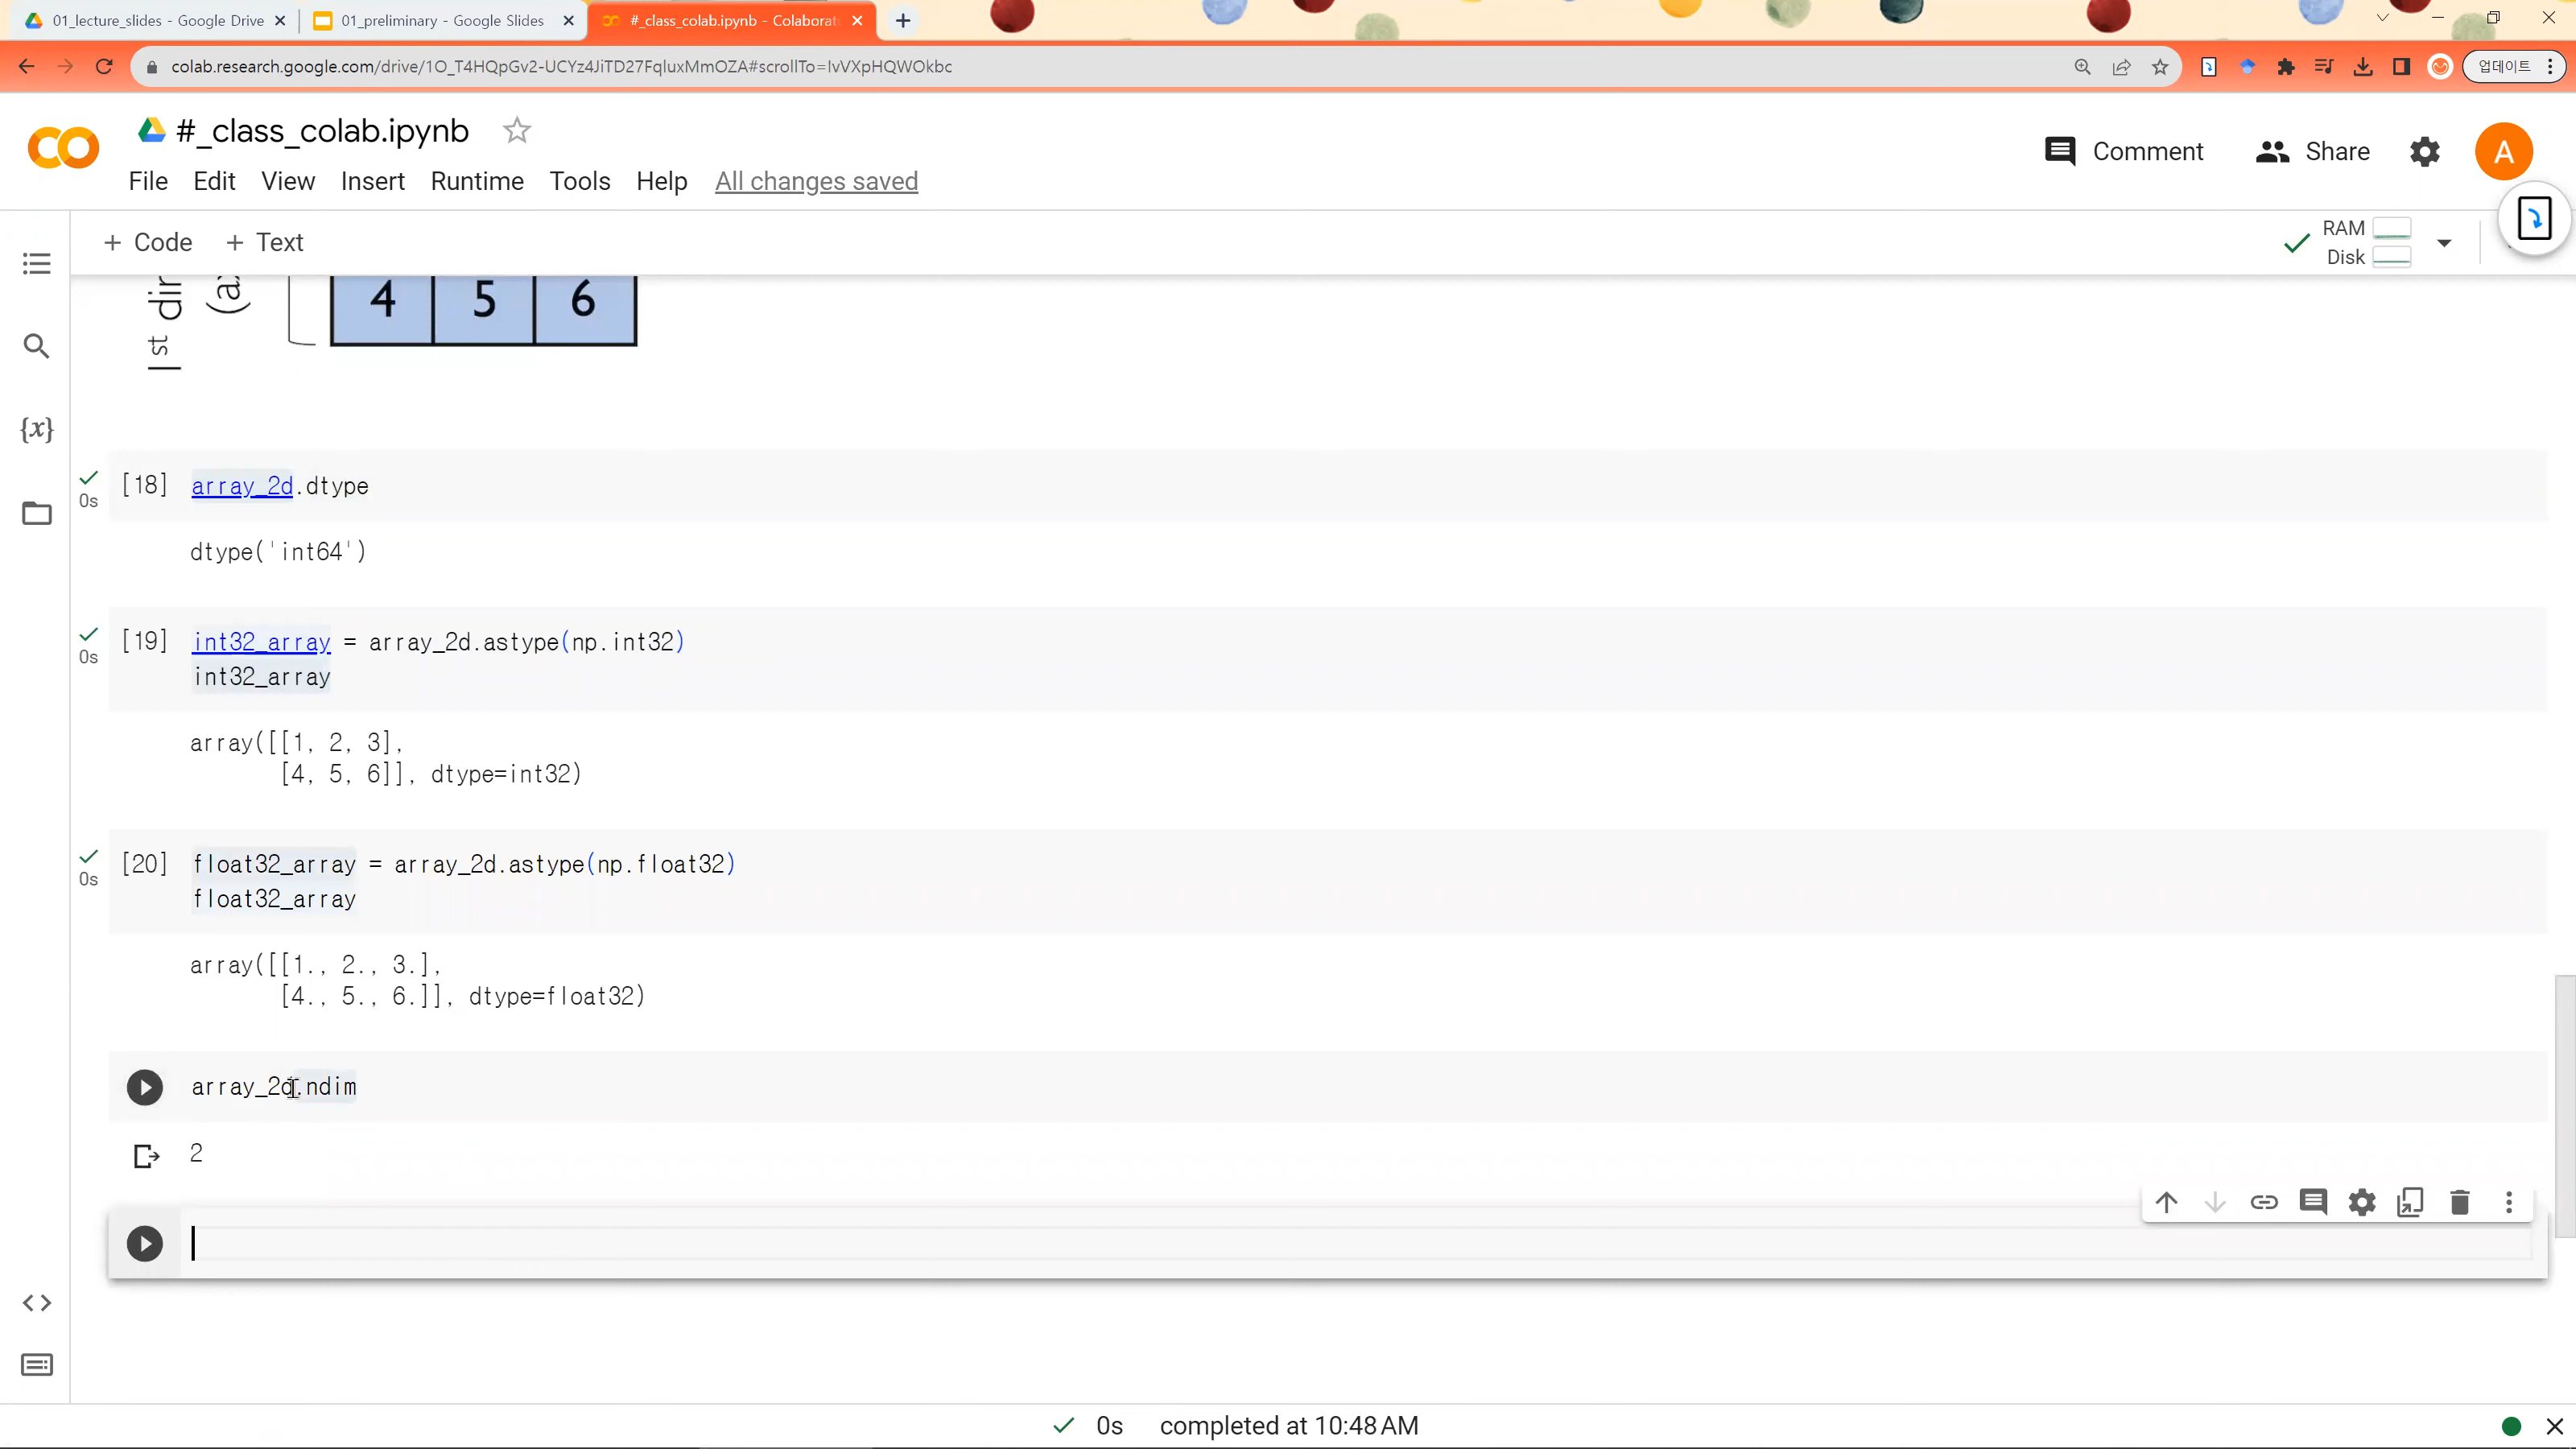 01_lecture_slides - Google Drive
01_preliminary - Google Slides
#_class_colab.ipynb - Colaborat
colab.research.google.com/drive/1O_T4HQpGv2-UCYz4JiTD27FqluxMmOZA#scrollTo=IvVXpHQWOkbc
업데이트
#_class_colab.ipynb
Comment
Share
A
File Edit View Insert Runtime Tools Help All changes saved
+ Code + Text
RAM
Disk
1st dir
(a
4 5 6
{x}
[18] array_2d.dtype
0s
dtype('int64')
[19] int32_array = array_2d.astype(np.int32)
0s
int32_array
array([[1, 2, 3],
[4, 5, 6]], dtype=int32)
[20] float32_array = array_2d.astype(np.float32)
0s
float32_array
array([[1., 2., 3.],
[4., 5., 6.]], dtype=float32)
array_2d.ndim
2
0s completed at 10:48 AM